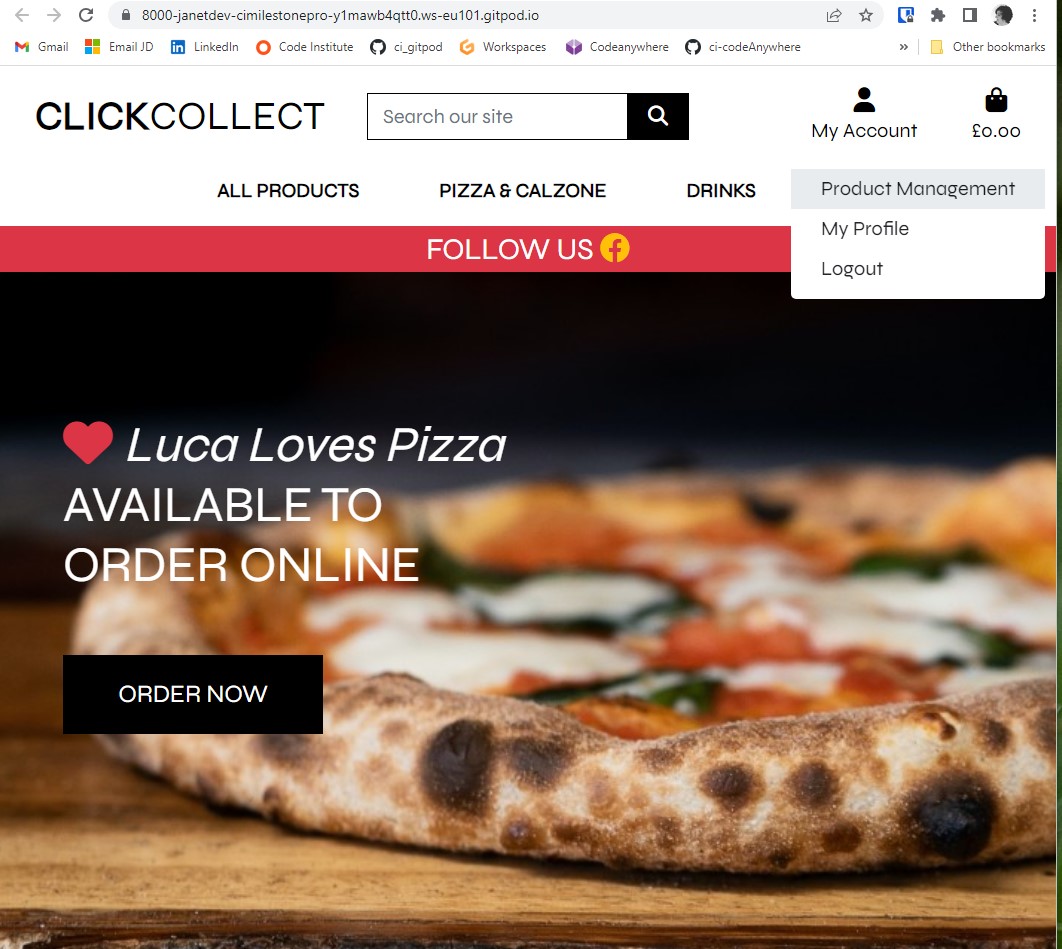 8000-janetdev-cimilestonepro-y1mawb4qtt0.ws-eu101.gitpod.io
Gmail Email JD LinkedIn Code Institute ci_gitpod Workspaces Codeanywhere ci-codeAnywhere » Other bookmarks
CLICKCOLLECT
Search our site
My Account
£0.00
ALL PRODUCTS PIZZA & CALZONE DRINKS
Product Management
My Profile
Logout
FOLLOW US
Luca Loves Pizza
AVAILABLE TO
ORDER ONLINE
ORDER NOW